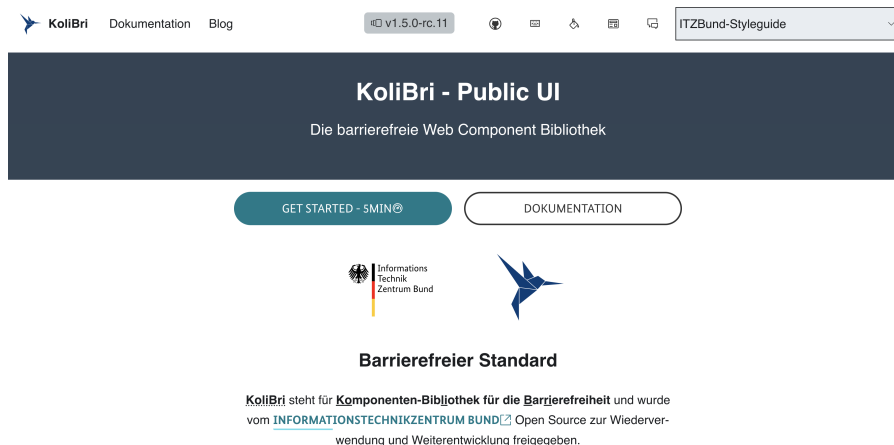 KoliBri Dokumentation Blog v1.5.0-rc.11 ITZBund-Styleguide
KoliBri - Public UI
Die barrierefreie Web Component Bibliothek
GET STARTED - 5MIN DOKUMENTATION
Informations
Technik
Zentrum Bund
Barrierefreier Standard
KoliBri steht für Komponenten-Bibliothek für die Barrierefreiheit und wurde
vom INFORMATIONSTECHNIKZENTRUM BUND Open Source zur Wiederver-
wendung und Weiterentwicklung freigegeben.